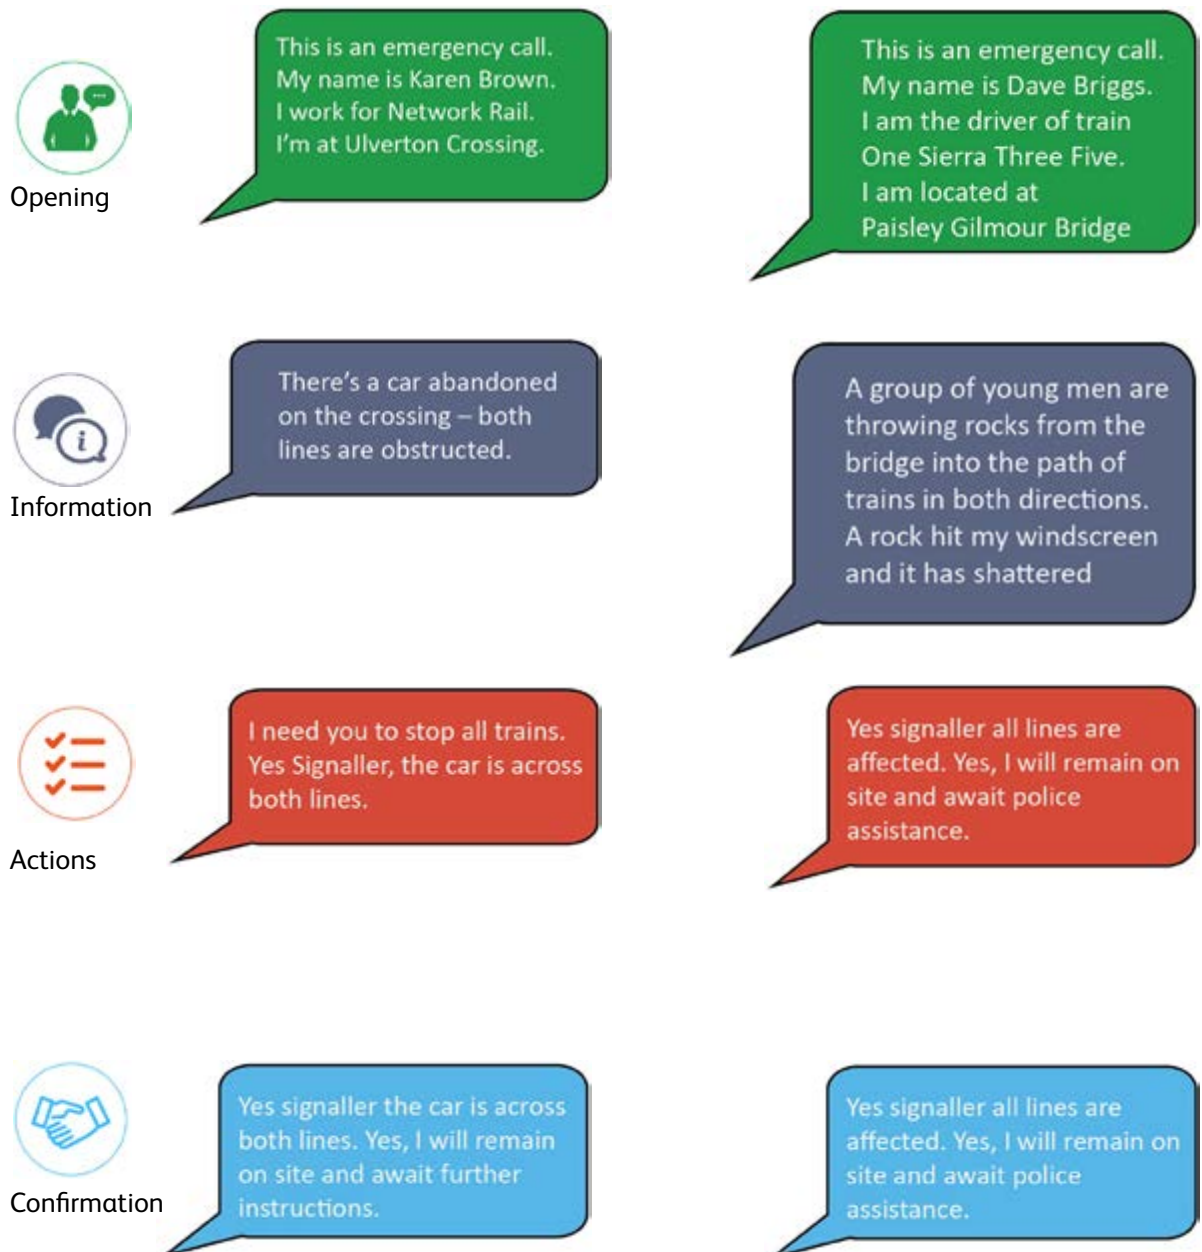 This is an emergency call.
My name is Karen Brown.
I work for Network Rail.
I'm at Ulverton Crossing.
This is an emergency call.
My name is Dave Briggs.
I am the driver of train
One Sierra Three Five.
I am located at
Paisley Gilmour Bridge
Opening
There's a car abandoned
on the crossing – both
lines are obstructed.
A group of young men are
throwing rocks from the
bridge into the path of
trains in both directions.
A rock hit my windscreen
and it has shattered
i
Information
I need you to stop all trains.
Yes Signaller, the car is across
both lines.
Yes signaller all lines are
affected. Yes, I will remain on
site and await police
assistance.
Actions
Yes signaller the car is across
both lines. Yes, I will remain
on site and await further
instructions.
Yes signaller all lines are
affected. Yes, I will remain on
site and await police
assistance.
Confirmation